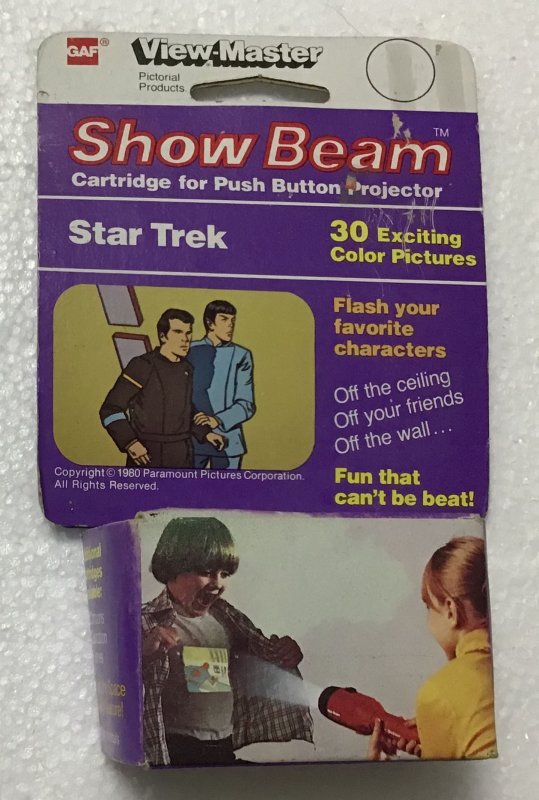 GAF ®
View-Master
Pictorial
Products.
Show Beam™
Cartridge for Push Button Projector
Star Trek
30 Exciting
Color Pictures
Flash your
favorite
characters
Off the ceiling
Off your friends
Off the wall...
Fun that
can't be beat!
Copyright © 1980 Paramount Pictures Corporation.
All Rights Reserved.